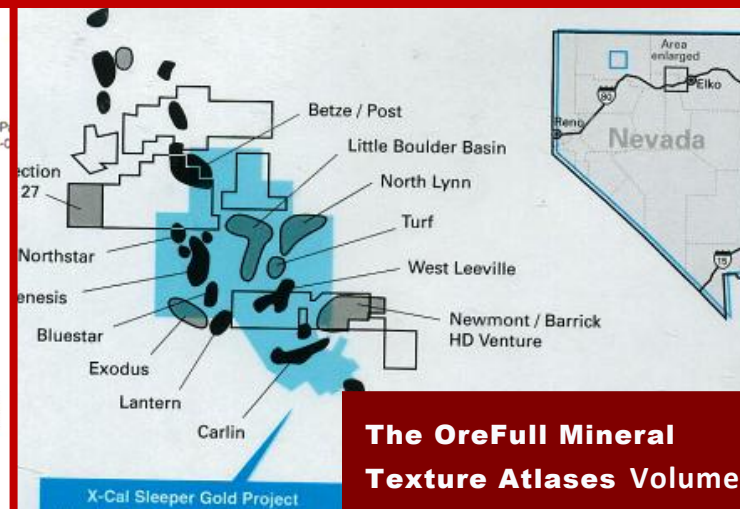 Area
enlarged
Elko
80
Reno
Nevada
15
Betze / Post
Little Boulder Basin
North Lynn
Turf
West Leeville
Newmont / Barrick
HD Venture
ection
27
Northstar
enesis
Bluestar
Exodus
Lantern
Carlin
X-Cal Sleeper Gold Project
The OreFull Mineral
Texture Atlases Volume